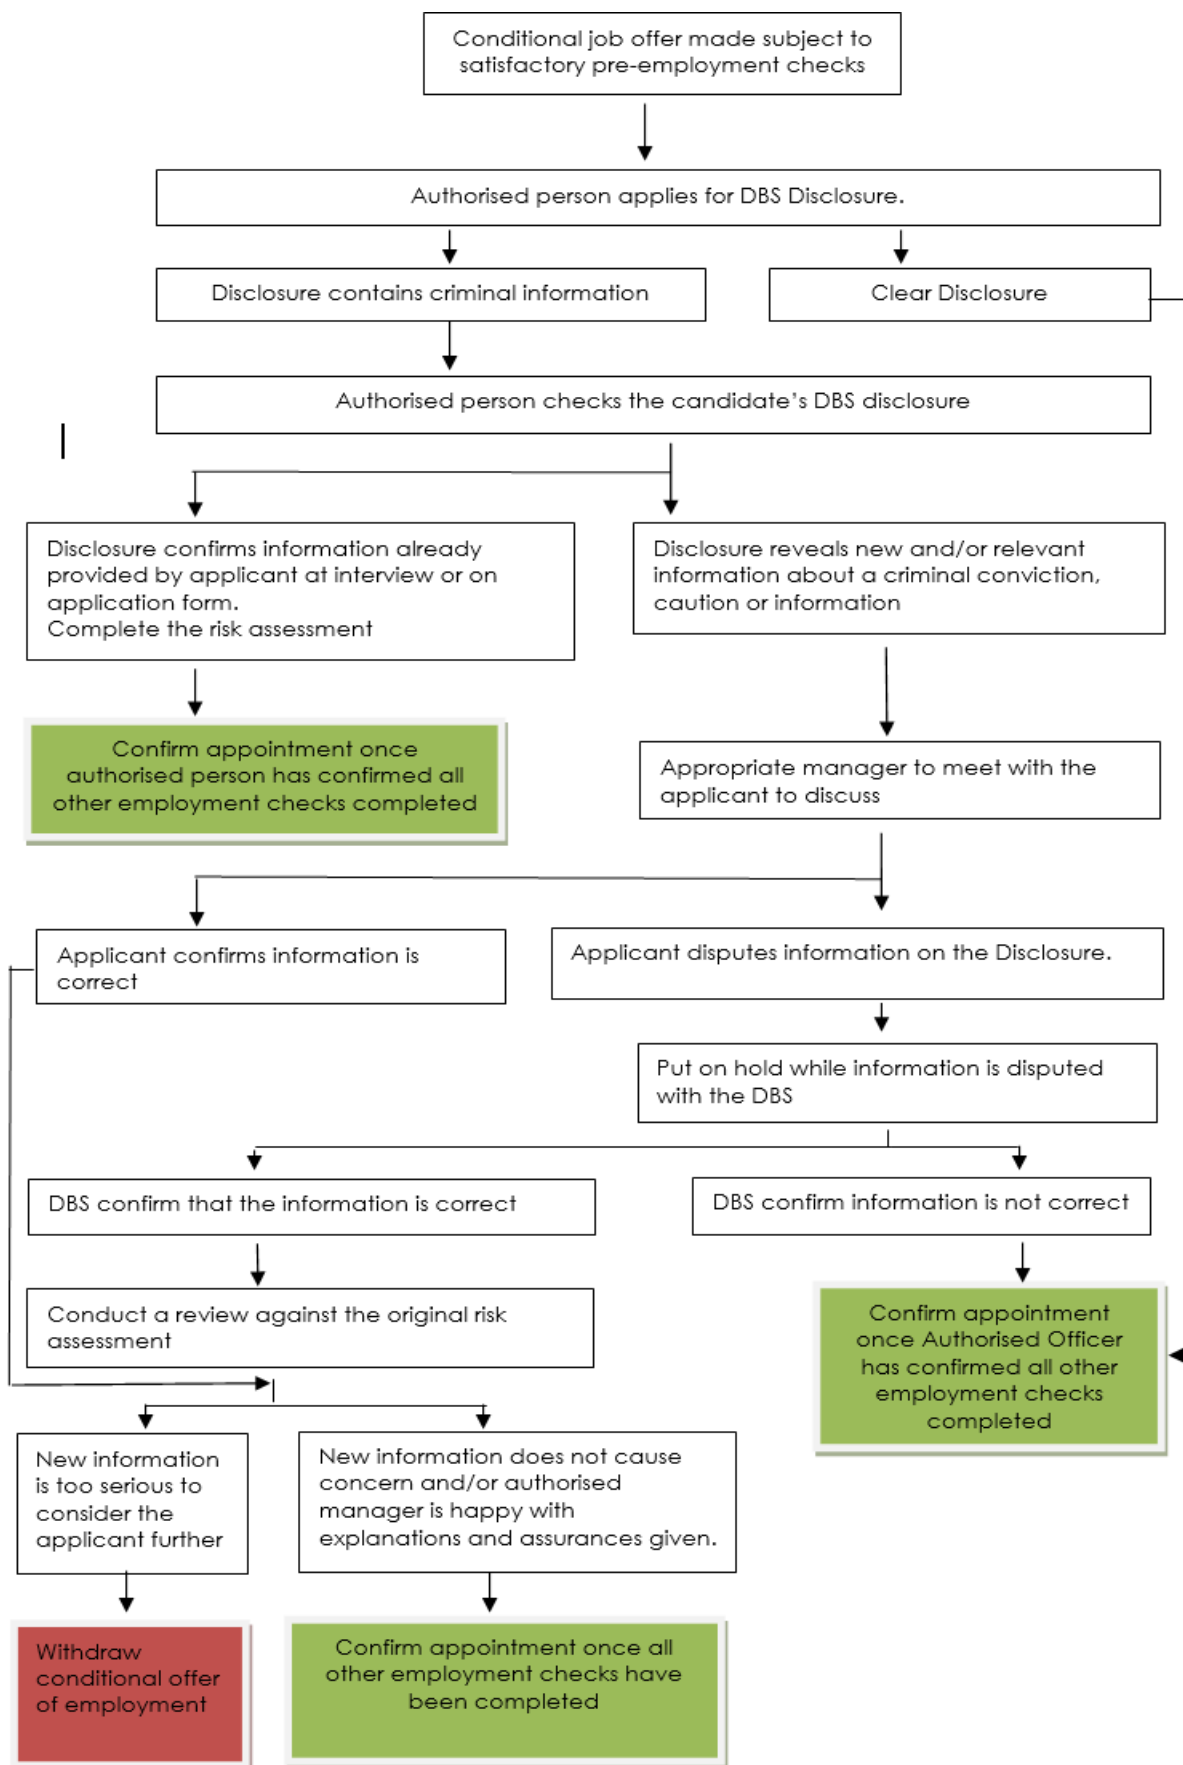 Conditional job offer made subject to
satisfactory pre-employment checks
Authorised person applies for DBS Disclosure.
Disclosure contains criminal information
Clear Disclosure
Authorised person checks the candidate’s DBS disclosure
Disclosure confirms information already
provided by applicant at interview or on
application form.
Complete the risk assessment
Disclosure reveals new and/or relevant
information about a criminal conviction,
caution or information
Confirm appointment once
authorised person has confirmed all
other employment checks completed
Appropriate manager to meet with the
applicant to discuss
Applicant confirms information is
correct
Applicant disputes information on the Disclosure.
Put on hold while information is disputed
with the DBS
DBS confirm that the information is correct
DBS confirm information is not correct
Conduct a review against the original risk
assessment
Confirm appointment
once Authorised Officer
has confirmed all other
employment checks
completed
New information
is too serious to
consider the
applicant further
New information does not cause
concern and/or authorised
manager is happy with
explanations and assurances given.
Withdraw
conditional offer
of employment
Confirm appointment once all
other employment checks have
been completed